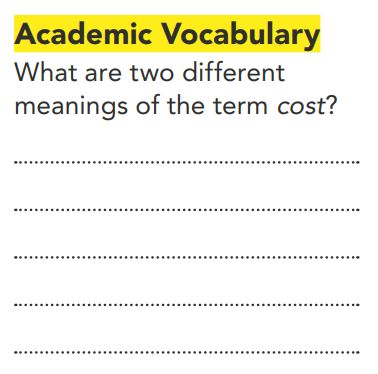 Academic Vocabulary
What are two different
meanings of the term cost?